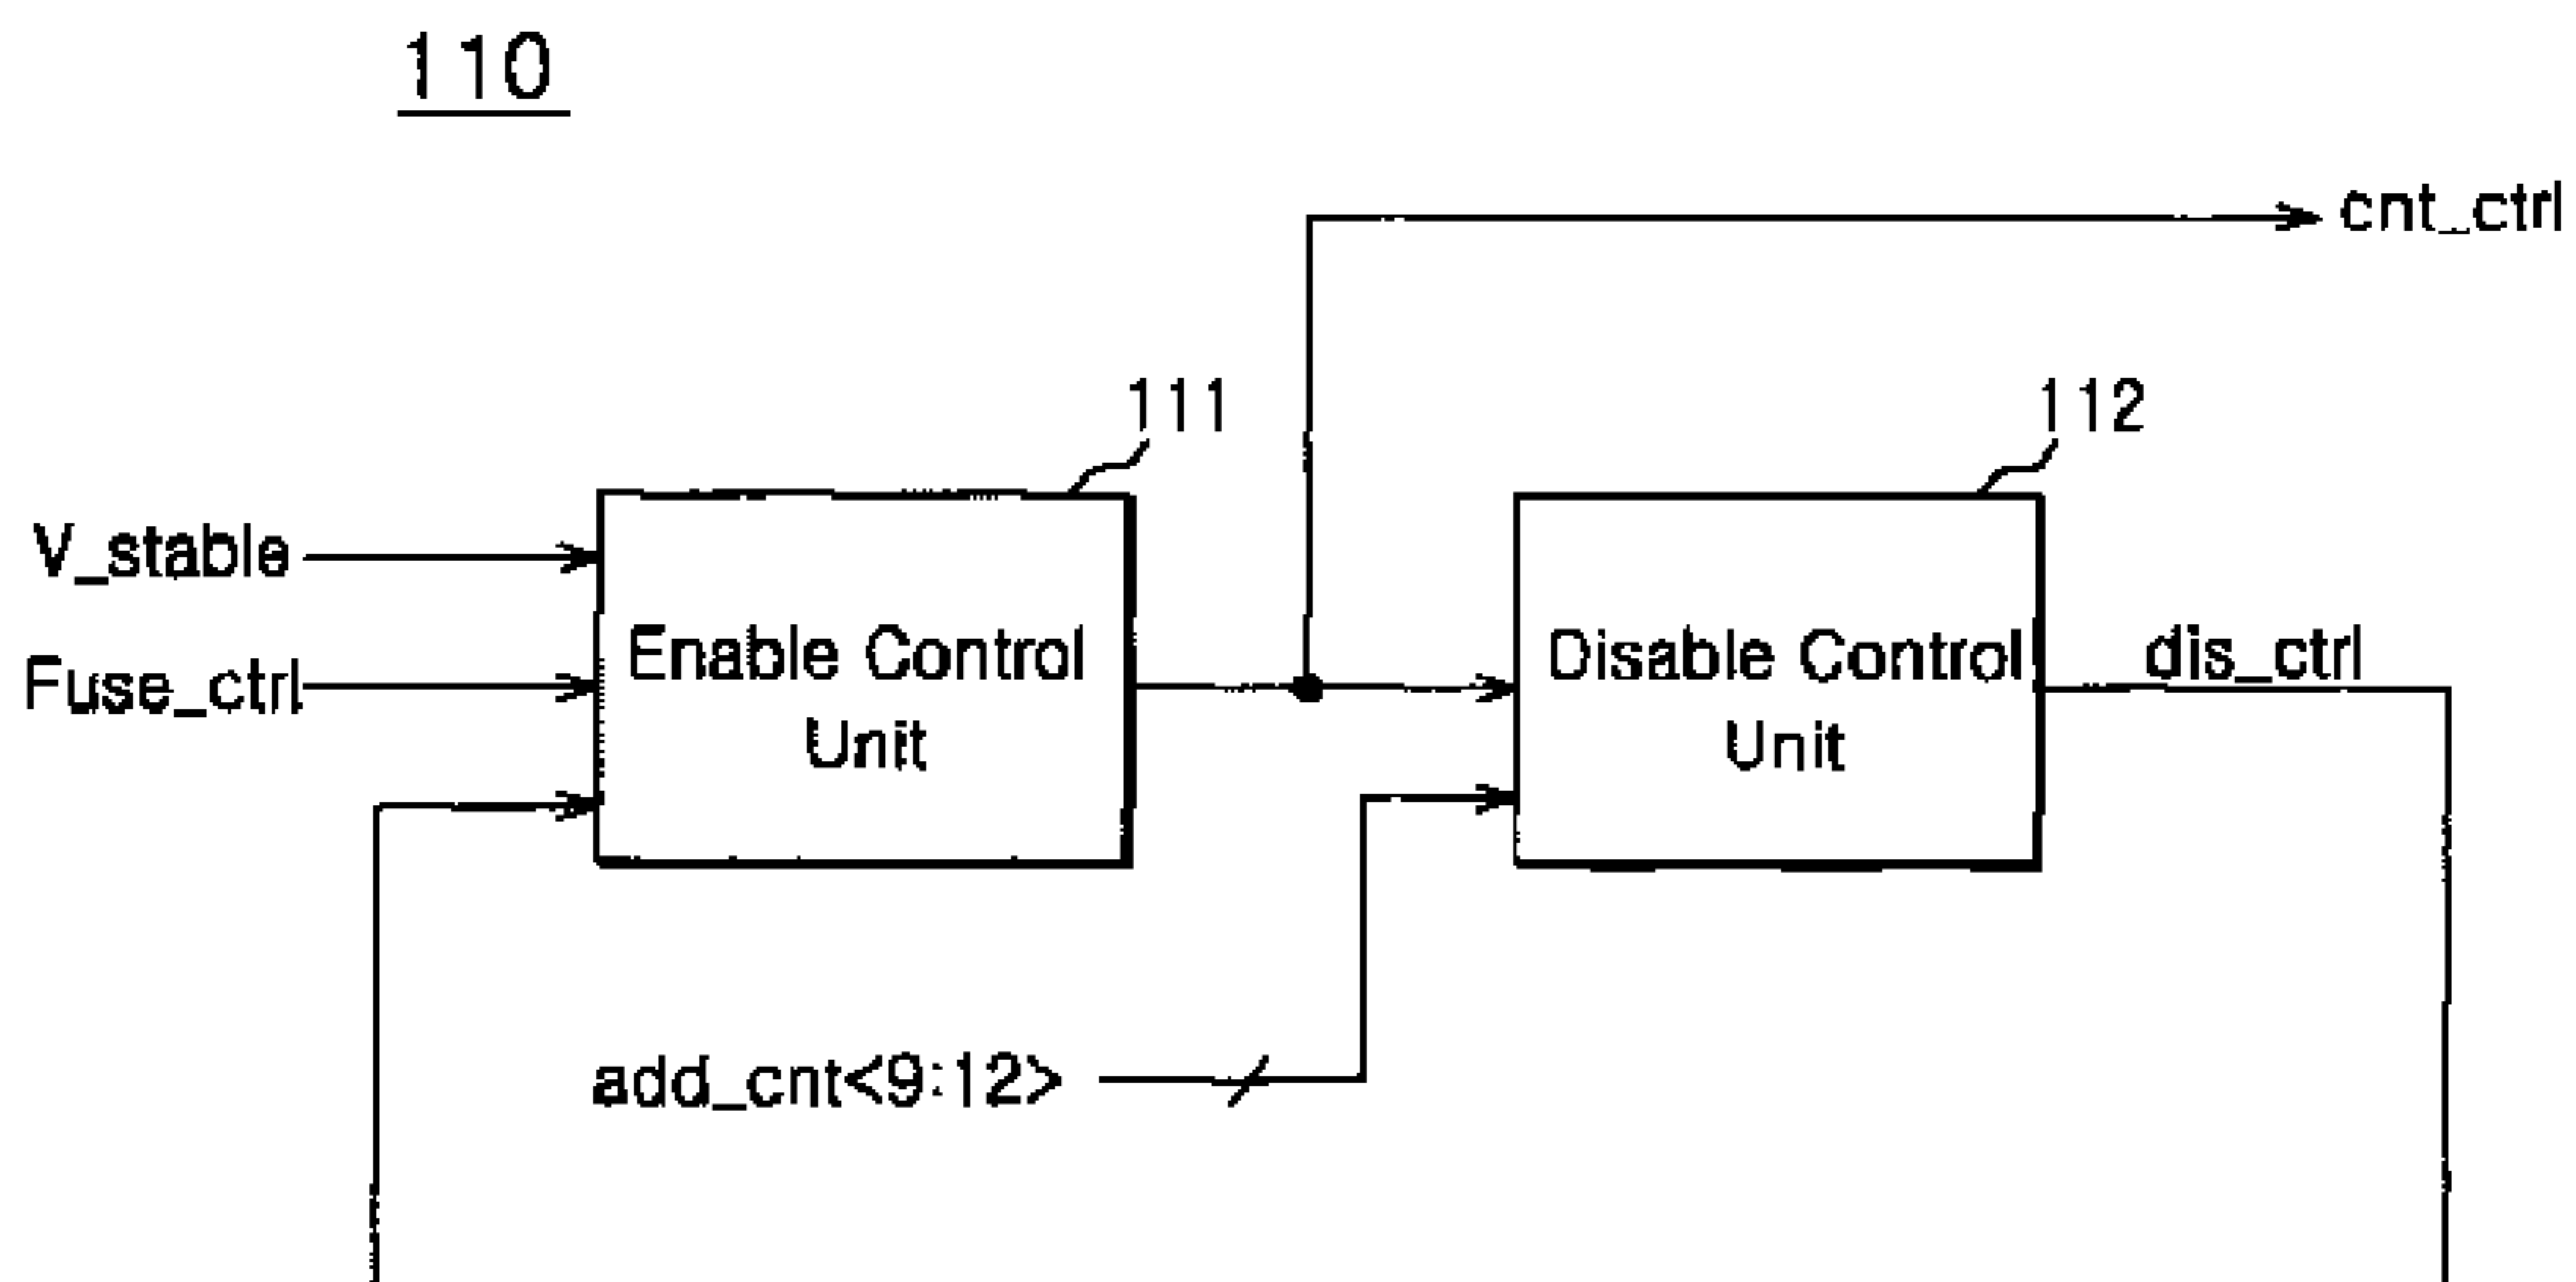 110
cnt_ctrl
111
112
V_stable
Fuse_ctrl
Enable Control
Unit
Disable Control
Unit
dis_ctrl
add_cnt<9:12>